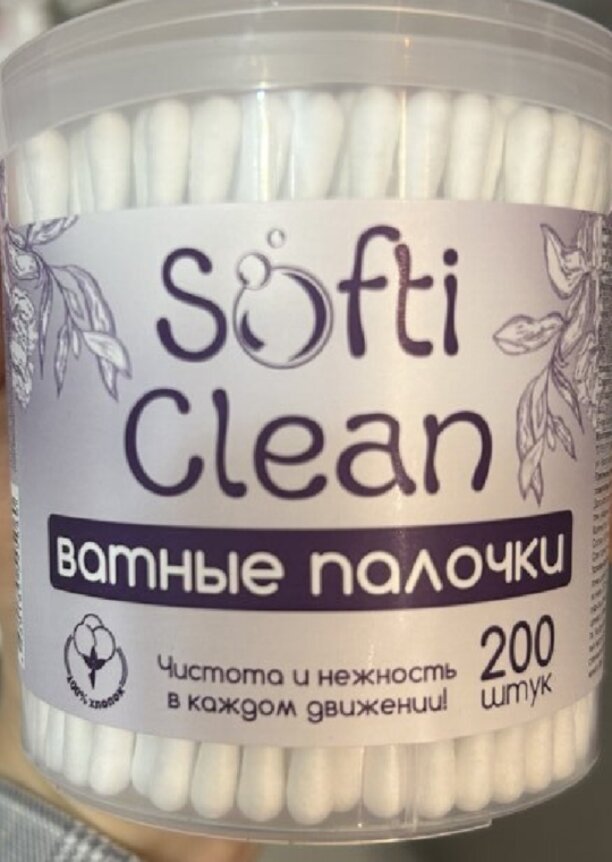 Softi
Clean
ватные палочки
100% хлопок
Чистота и нежность
в каждом движении!
200
штук